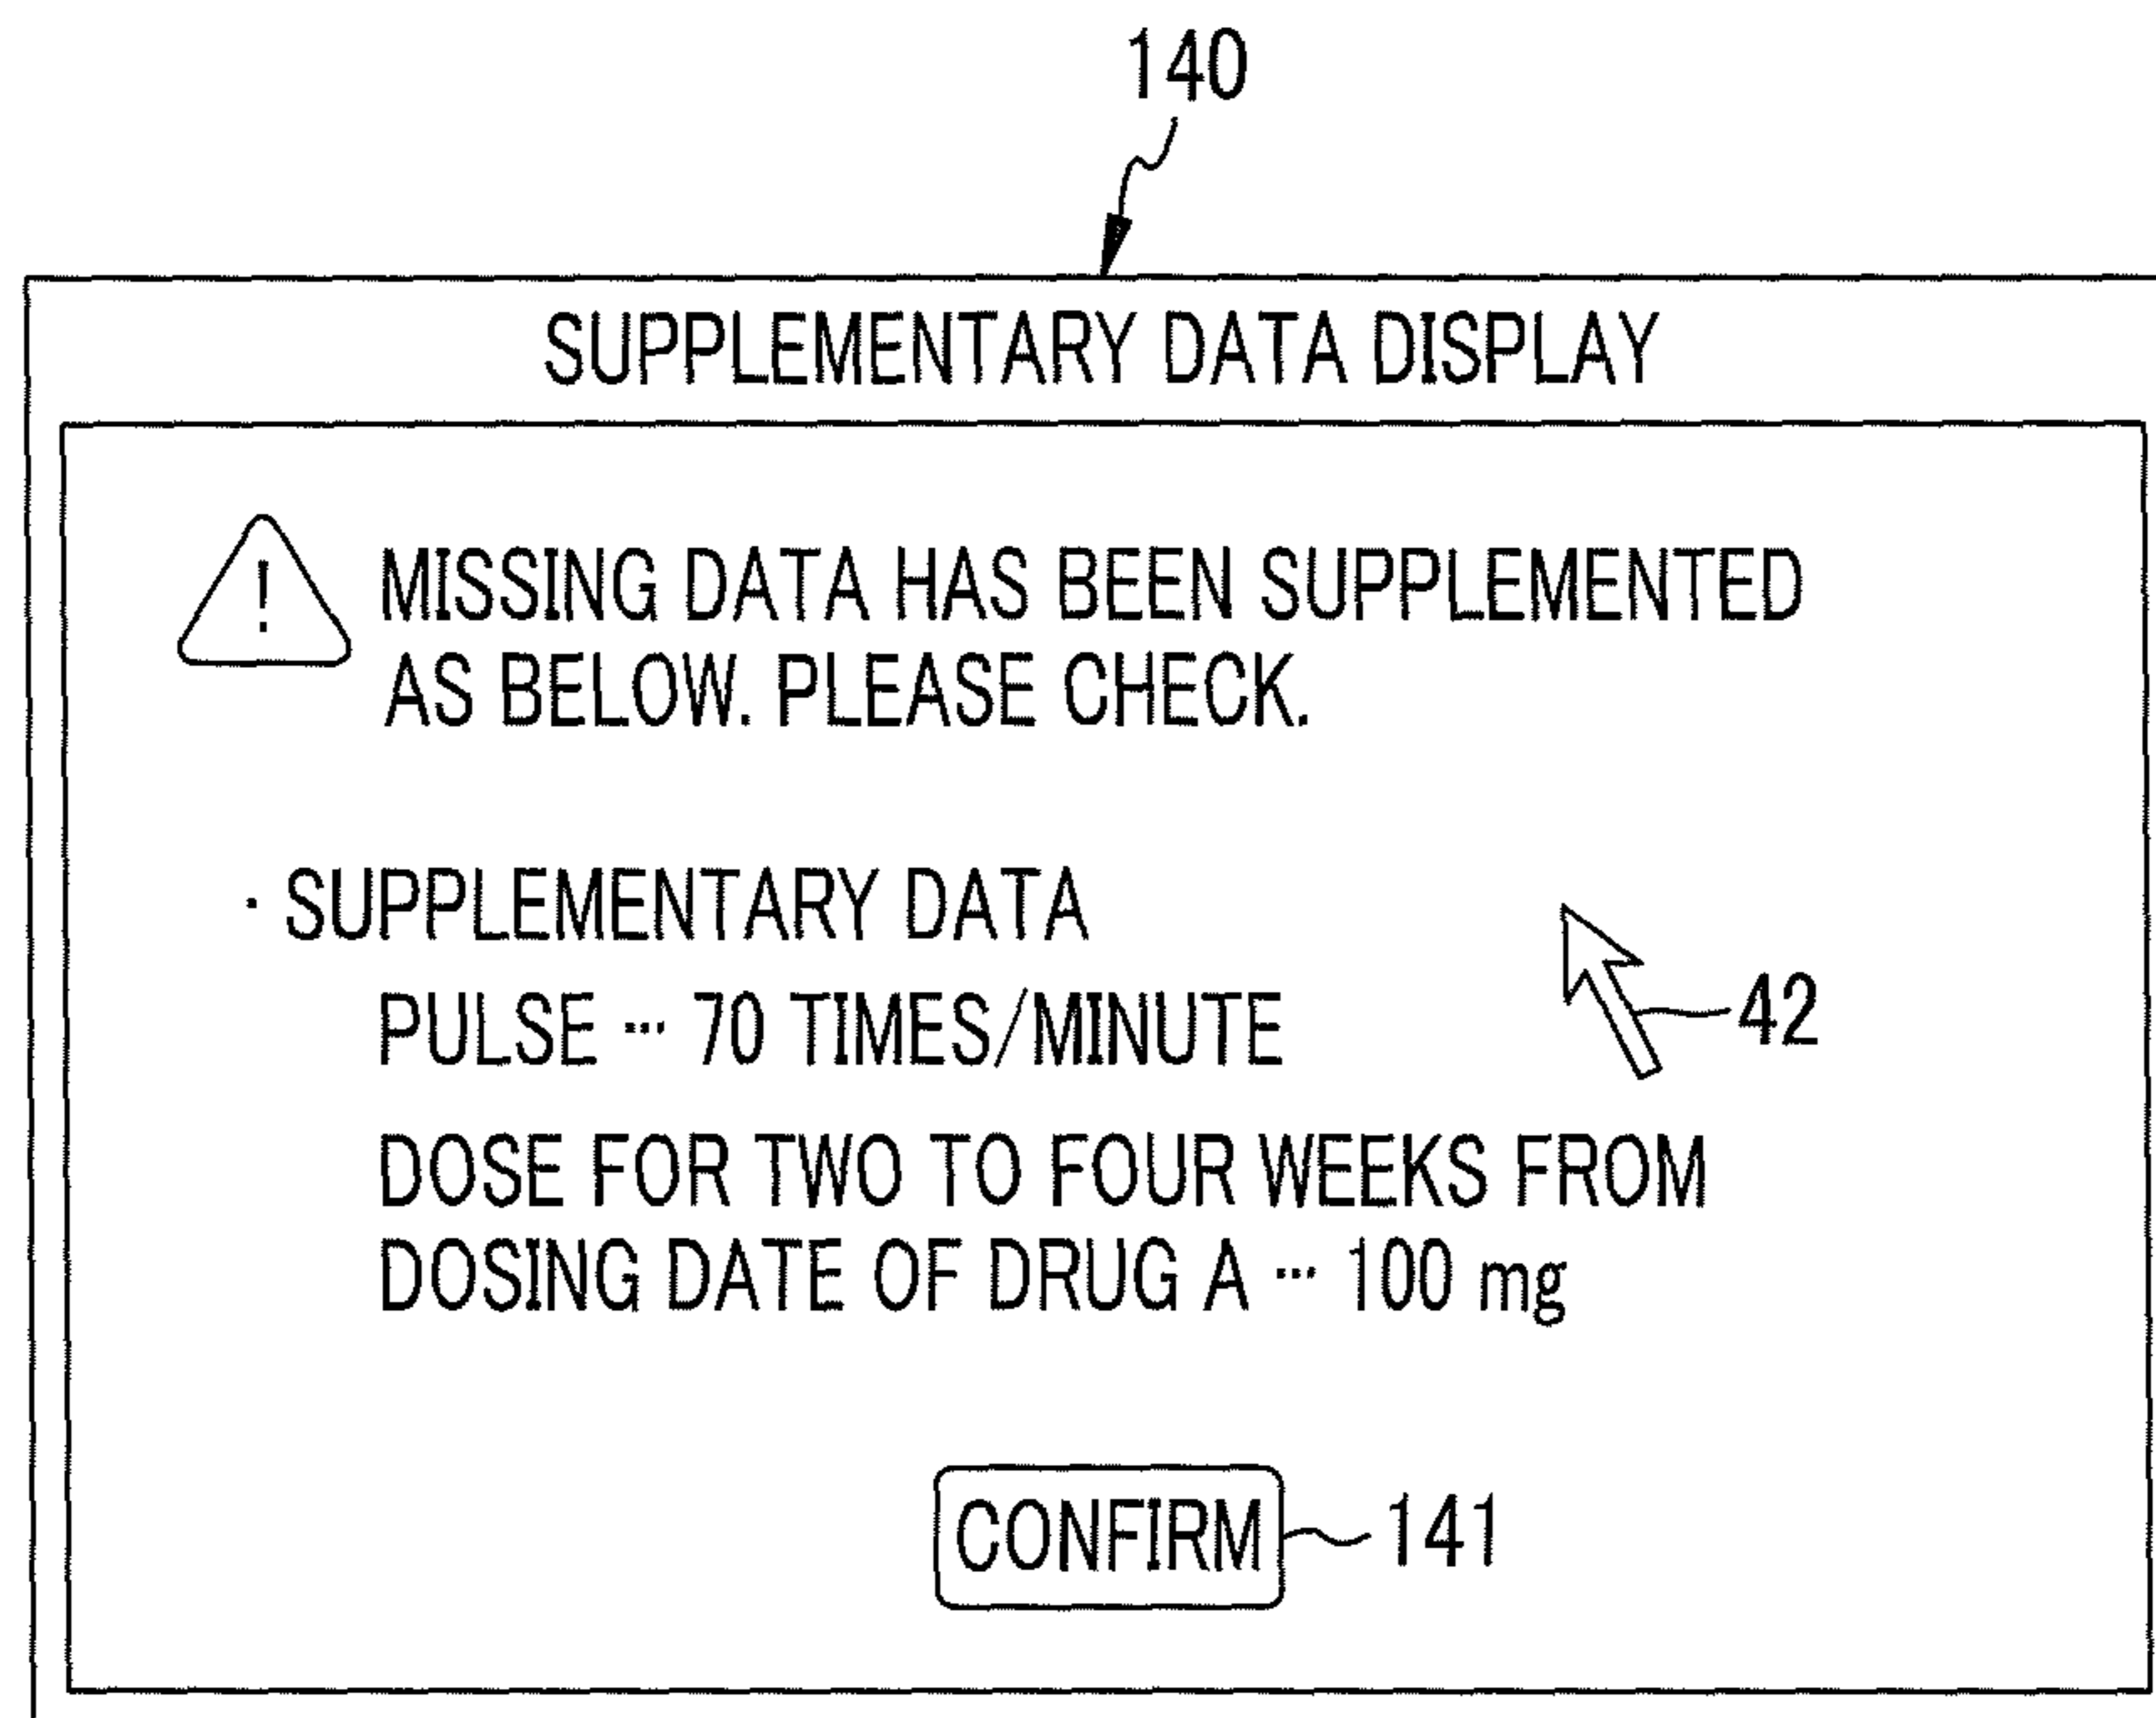 140
SUPPLEMENTARY DATA DISPLAY
! MISSING DATA HAS BEEN SUPPLEMENTED
AS BELOW. PLEASE CHECK.
· SUPPLEMENTARY DATA
PULSE ··· 70 TIMES/MINUTE
42
DOSE FOR TWO TO FOUR WEEKS FROM
DOSING DATE OF DRUG A ··· 100 mg
CONFIRM
141